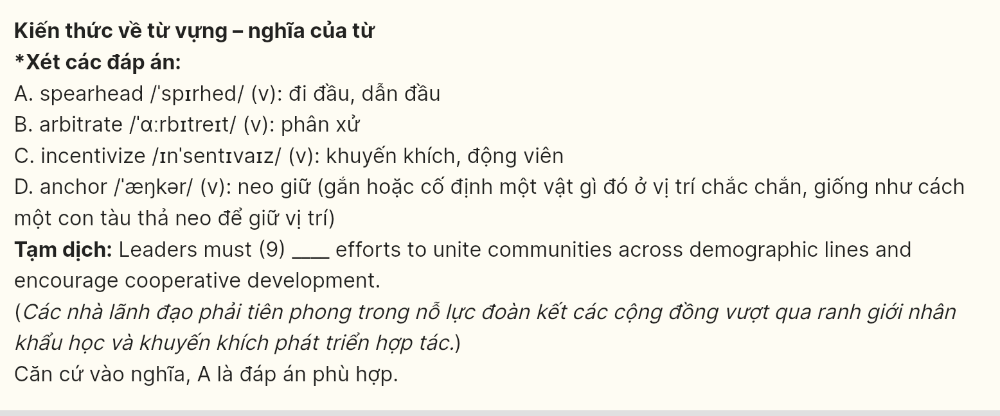 Kiến thức về từ vựng – nghĩa của từ
*Xét các đáp án:
A. spearhead /ˈspɪrhed/ (v): đi đầu, dẫn đầu
B. arbitrate /ˈɑːrbɪtreɪt/ (v): phân xử
C. incentivize /ɪnˈsentɪvaɪz/ (v): khuyến khích, động viên
D. anchor /ˈæŋkər/ (v): neo giữ (gắn hoặc cố định một vật gì đó ở vị trí chắc chắn, giống như cách
một con tàu thả neo để giữ vị trí)
Tạm dịch: Leaders must (9) ____ efforts to unite communities across demographic lines and
encourage cooperative development.
(Các nhà lãnh đạo phải tiên phong trong nỗ lực đoàn kết các cộng đồng vượt qua ranh giới nhân
khẩu học và khuyến khích phát triển hợp tác.)
Căn cứ vào nghĩa, A là đáp án phù hợp.